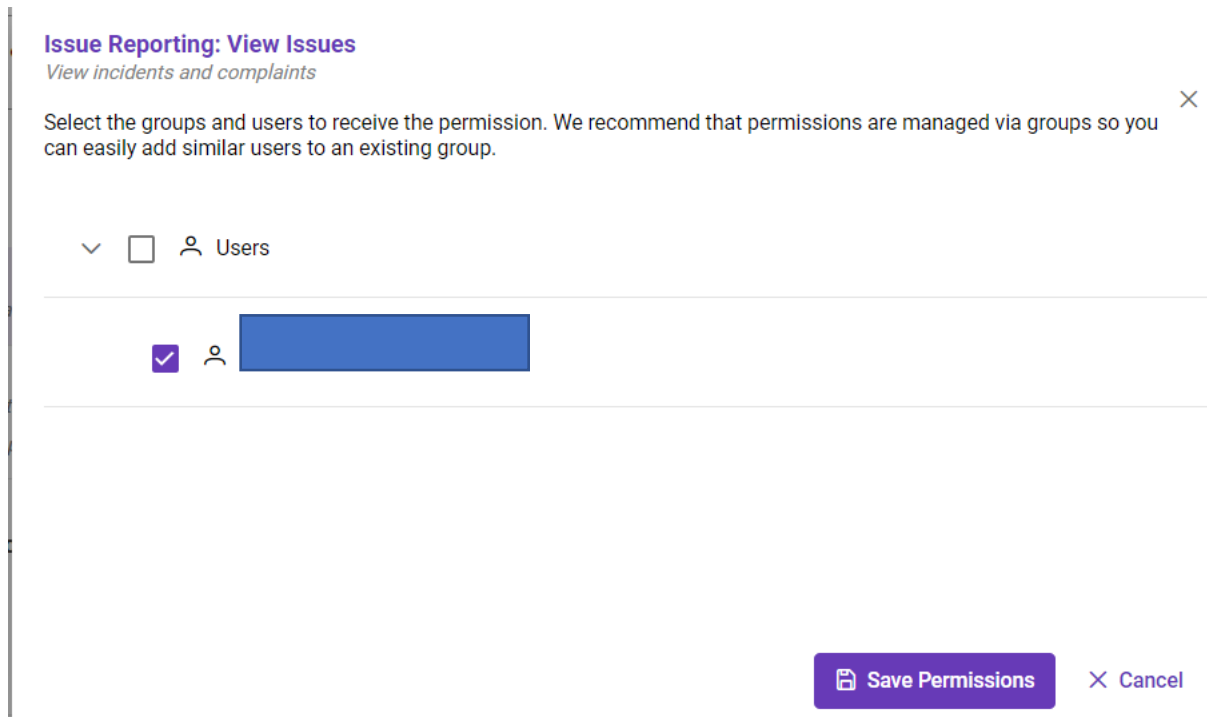 Issue Reporting: View Issues
View incidents and complaints
Select the groups and users to receive the permission. We recommend that permissions are managed via groups so you
can easily add similar users to an existing group.
Users
Save Permissions
Cancel